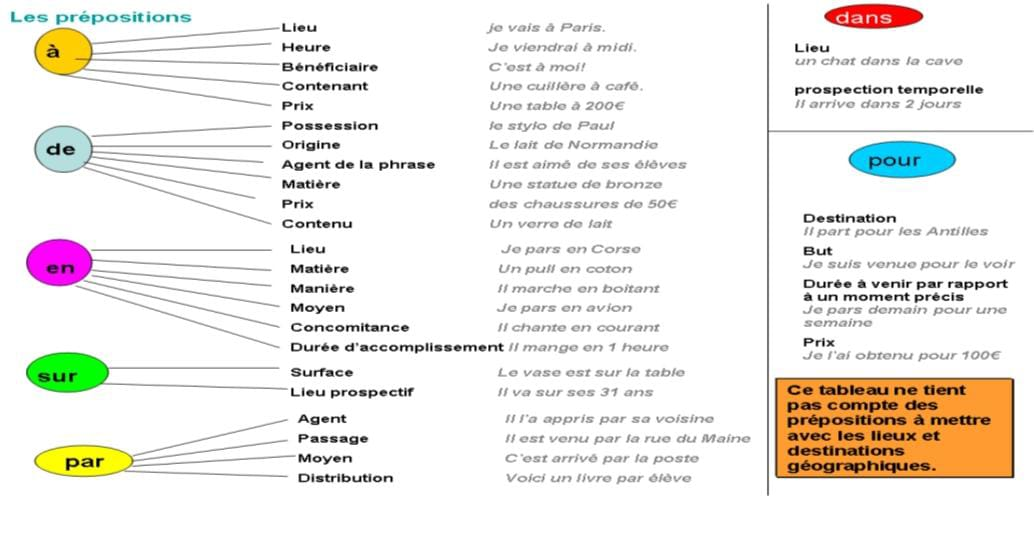 Les prépositions
à
Lieu je vais à Paris.
Heure Je viendrai à midi.
Bénéficiaire C'est à moi!
Contenant Une cuillère à café.
Prix Une table à 200€
de
Possession le stylo de Paul
Origine Le lait de Normandie
Agent de la phrase Il est aimé de ses élèves
Matière Une statue de bronze
Prix des chaussures de 50€
Contenu Un verre de lait
en
Lieu Je pars en Corse
Matière Un pull en coton
Manière Il marche en boitant
Moyen Je pars en avion
Concomitance Il chante en courant
Durée d'accomplissement Il mange en 1 heure
sur
Surface Le vase est sur la table
Lieu prospectif Il va sur ses 31 ans
par
Agent Il l'a appris par sa voisine
Passage Il est venu par la rue du Maine
Moyen C'est arrivé par la poste
Distribution Voici un livre par élève
dans
Lieu
un chat dans la cave
prospection temporelle
Il arrive dans 2 jours
pour
Destination
Il part pour les Antilles
But
Je suis venue pour le voir
Durée à venir par rapport
à un moment précis
Je pars demain pour une
semaine
Prix
Je l'ai obtenu pour 100€
Ce tableau ne tient
pas compte des
prépositions à mettre
avec les lieux et
destinations
géographiques.